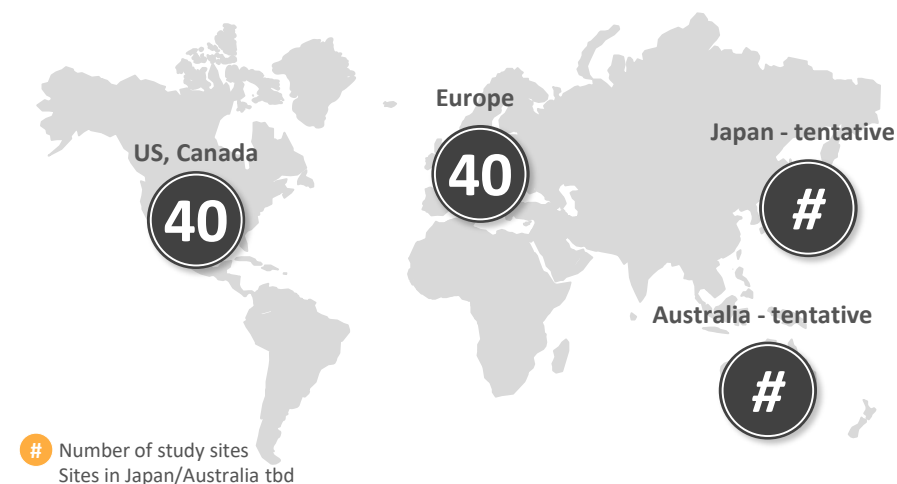 Europe
40
Japan - tentative
#
US, Canada
40
Australia - tentative
#
# Number of study sites
Sites in Japan/Australia tbd